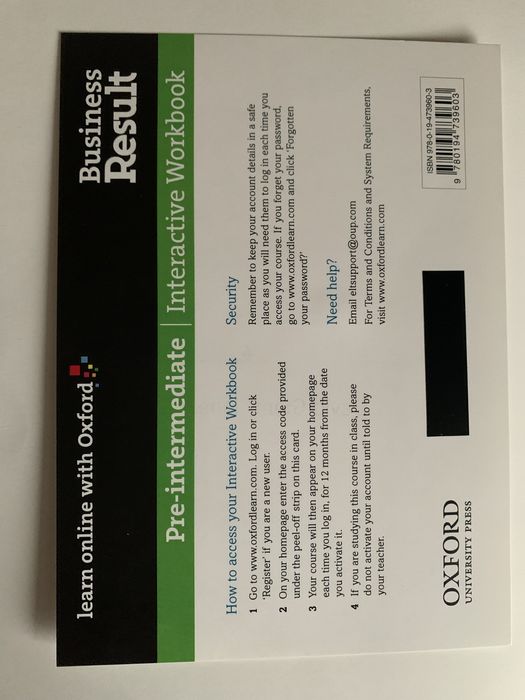 learn online with Oxford
Business
Result
Pre-intermediate | Interactive Workbook
How to access your Interactive Workbook
1 Go to www.oxfordlearn.com. Log in or click
'Register' if you are a new user.
2 On your homepage enter the access code provided
under the peel-off strip on this card.
3 Your course will then appear on your homepage
each time you log in, for 12 months from the date
you activate it.
4 If you are studying this course in class, please
do not activate your account until told to by
your teacher.
Security
Remember to keep your account details in a safe
place as you will need them to log in each time you
access your course. If you forget your password,
go to www.oxfordlearn.com and click 'Forgotten
your password?'
Need help?
Email eltsupport@oup.com
For Terms and Conditions and System Requirements,
visit www.oxfordlearn.com
OXFORD
UNIVERSITY PRESS
ISBN 978-0-19-473960-3
9 780194 739603